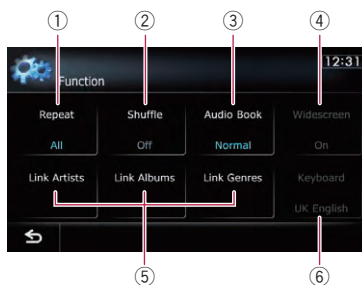 ① ② ③ ④
12:31
Function
Repeat Shuffle Audio Book Widescreen
All Off Normal On
Link Artists Link Albums Link Genres Keyboard
UK English
⑤ ⑥